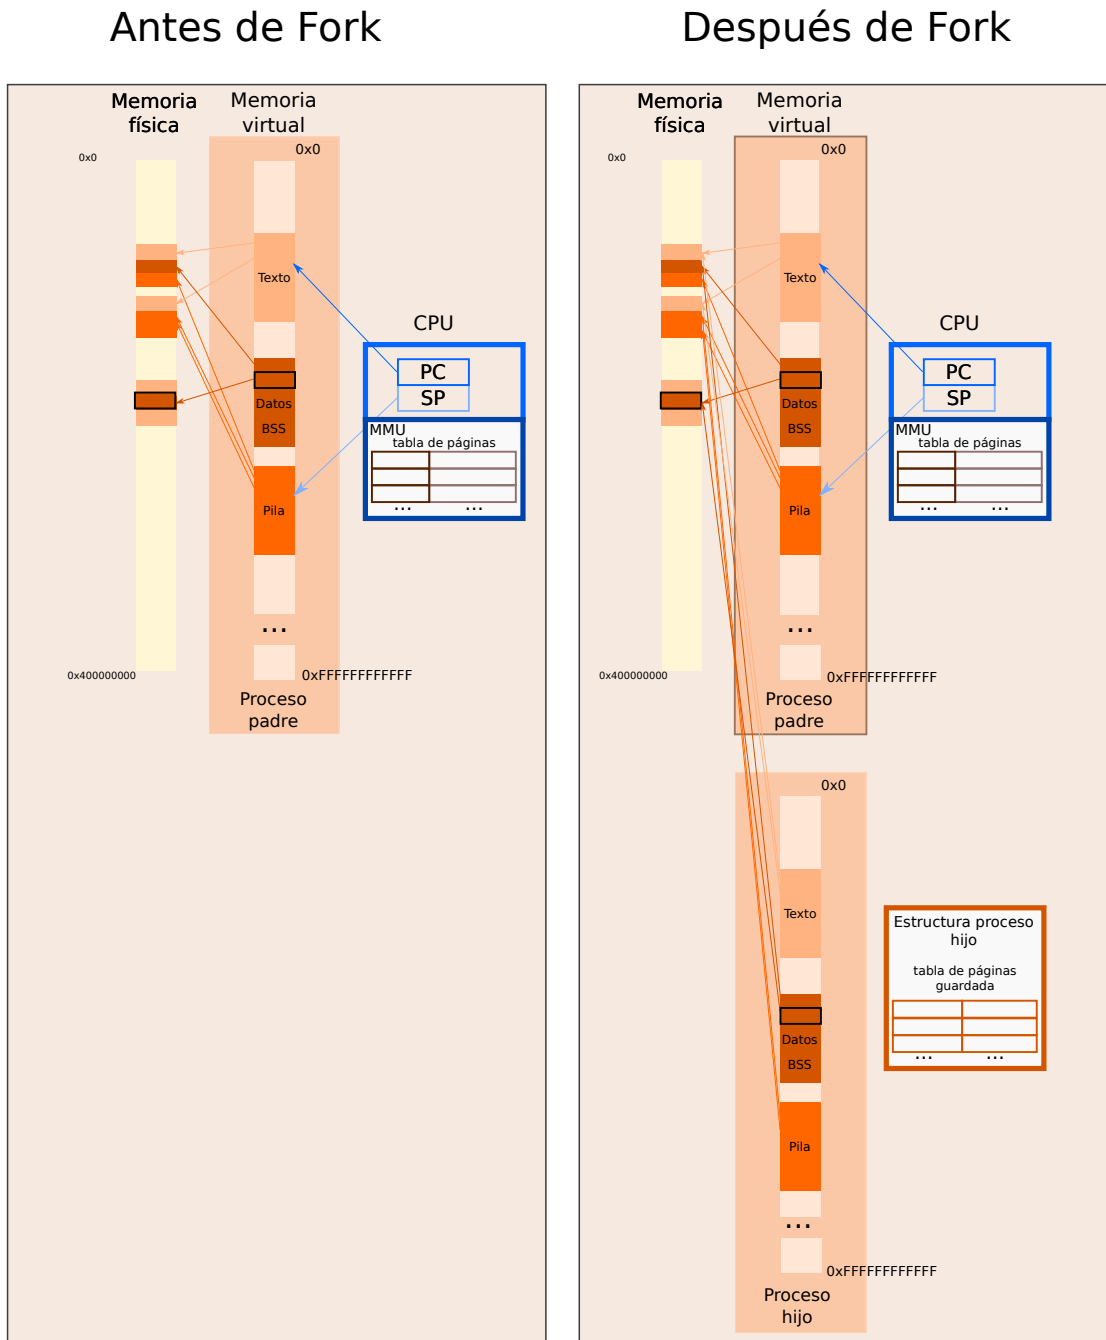 Antes de Fork
Memoria
física
Memoria
virtual
0x0
0x0
Texto
CPU
PC
SP
Datos
BSS
MMU
tabla de páginas
... ...
Pila
...
0x400000000
0xFFFFFFFFFFFF
Proceso
padre
Después de Fork
Memoria
física
Memoria
virtual
0x0
0x0
Texto
CPU
PC
SP
Datos
BSS
MMU
tabla de páginas
... ...
Pila
...
0x400000000
0xFFFFFFFFFFFF
Proceso
padre
0x0
Texto
Estructura proceso
hijo
tabla de páginas
guardada
... ...
Datos
BSS
Pila
...
0xFFFFFFFFFFFF
Proceso
hijo